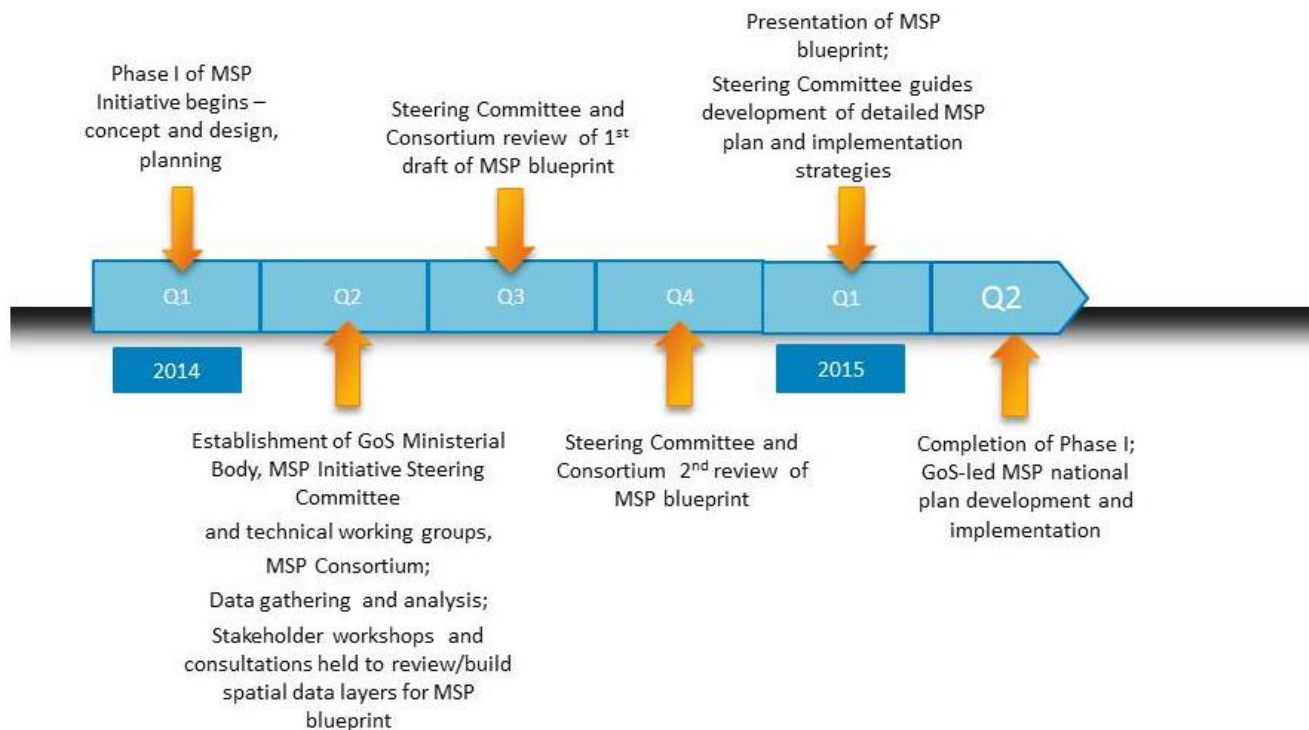 Phase I of MSP
Initiative begins –
concept and design,
planning
Steering Committee and
Consortium review of 1st
draft of MSP blueprint
Presentation of MSP
blueprint;
Steering Committee guides
development of detailed MSP
plan and implementation
strategies
Q1
Q2
Q3
Q4
Q1
Q2
2014
2015
Establishment of GoS Ministerial
Body, MSP Initiative Steering
Committee
and technical working groups,
MSP Consortium;
Data gathering and analysis;
Stakeholder workshops and
consultations held to review/build
spatial data layers for MSP
blueprint
Steering Committee and
Consortium 2nd review of
MSP blueprint
Completion of Phase I;
GoS-led MSP national
plan development and
implementation